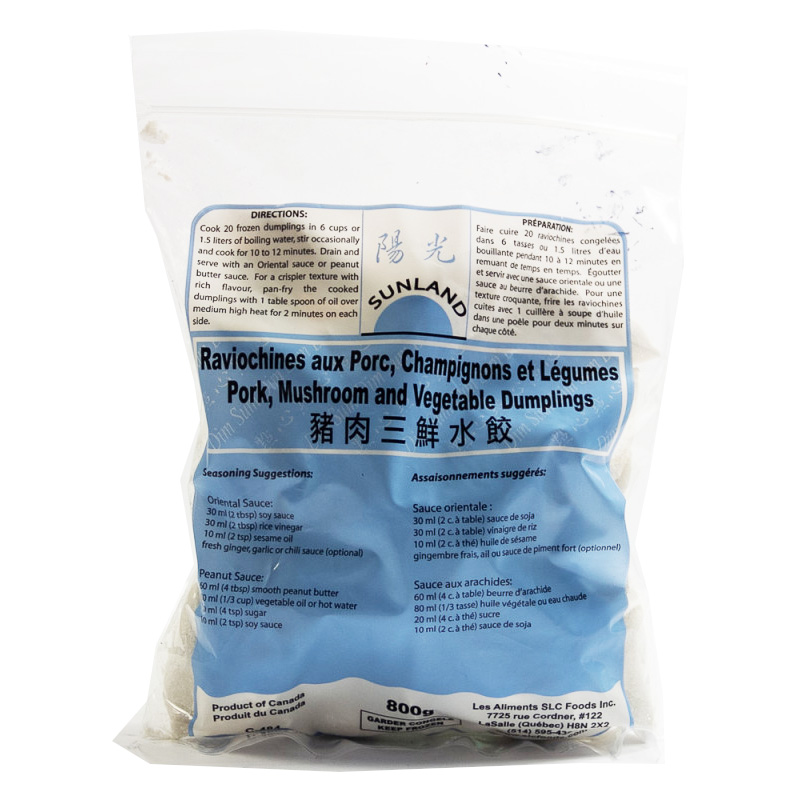 DIRECTIONS:
Cook 20 frozen dumplings in 6 cups or
1.5 liters of boiling water, stir occasionally
and cook for 10 to 12 minutes. Drain and
serve with an Oriental sauce or peanut
butter sauce. For a crispier texture with
rich flavour, pan-fry the cooked
dumplings with 1 table spoon of oil over
medium high heat for 2 minutes on each
side.
陽光
SUNLAND
PRÉPARATION:
Faire cuire 20 raviochines congelées
dans 6 tasses ou 1.5 litres d'eau
bouillante pendant 10 à 12 minutes en
remuant de temps en temps. Égoutter
et servir avec une sauce orientale ou une
sauce au beurre d'arachide. Pour une
texture croquante, frire les raviochines
cuites avec 1 cuillère à soupe d'huile
dans une poêle pour deux minutes sur
chaque côté.
Raviochines aux Porc, Champignons et Légumes
Pork, Mushroom and Vegetable Dumplings
豬肉三鮮水餃
Seasoning Suggestions:
Oriental Sauce:
30 ml (2 tbsp) soy sauce
30 ml (2 tbsp) rice vinegar
10 ml (2 tsp) sesame oil
fresh ginger, garlic or chili sauce (optional)
Peanut Sauce:
60 ml (4 tbsp) smooth peanut butter
ml (1/3 cup) vegetable oil or hot water
ml (4 tsp) sugar
ml (2 tsp) soy sauce
Assaisonnements suggérés:
Sauce orientale :
30 ml (2 c. à table) sauce de soja
30 ml (2 c. à table) vinaigre de riz
10 ml (2 c. à thé) huile de sésame
gingembre frais, ail ou sauce de piment fort (optionnel)
Sauce aux arachides:
60 ml (4 c. à table) beurre d'arachide
80 ml (1/3 tasse) huile végétale ou eau chaude
20 ml (4 c. à thé) sucre
10 ml (2 c. à thé) sauce de soja
Product of Canada
Produit du Canada
800g
GARDER CONGELÉ
KEEP FROZEN
Les Aliments SLC Foods Inc.
7725 rue Cordner, #122
LaSalle (Québec) H8N 2X2
(514)